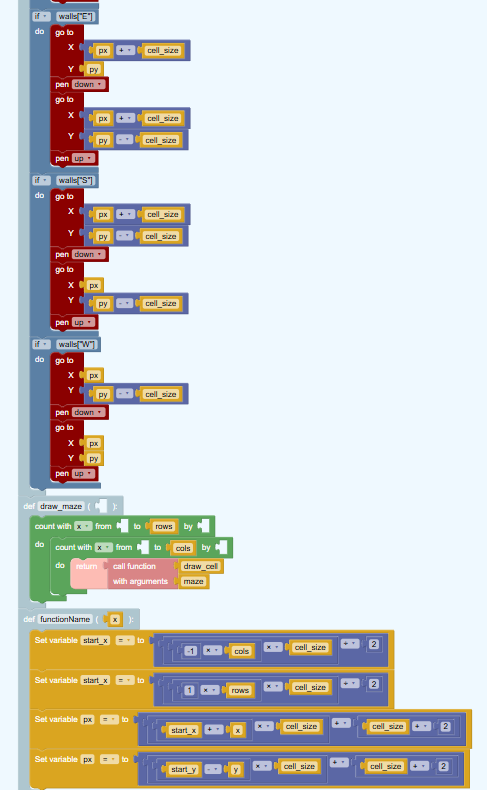 if walls["E"]
do go to
X px + cell_size
Y py
pen down
go to
X px + cell_size
Y py - cell_size
pen up
if walls["S"]
do go to
X px + cell_size
Y py - cell_size
pen down
go to
X px
Y py - cell_size
pen up
if walls["W"]
do go to
X px
Y py - cell_size
pen down
go to
X px
Y py
pen up
def draw_maze ( ):
count with x from to rows by
do count with x from to cols by
do return call function draw_cell
with arguments maze
def functionName ( x ):
Set variable start_x = to -1 × cols × cell_size ÷ 2
Set variable start_x = to 1 × rows × cell_size ÷ 2
Set variable px = to start_x + x × cell_size + cell_size ÷ 2
Set variable px = to start_y - y × cell_size + cell_size ÷ 2